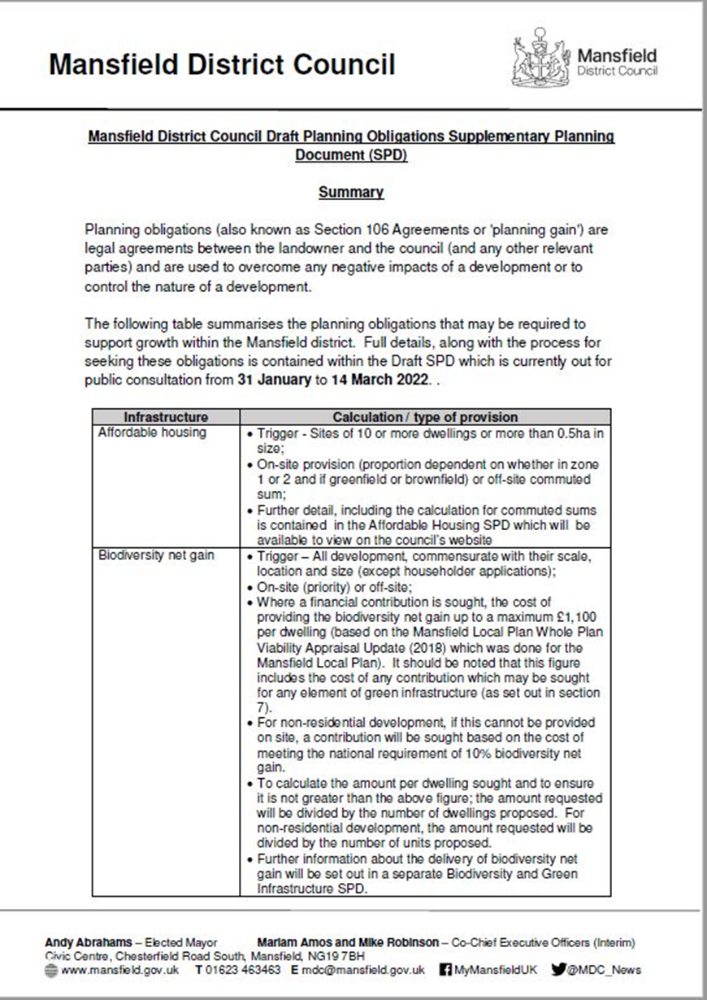 Mansfield District Council
Mansfield
District Council
Mansfield District Council Draft Planning Obligations Supplementary Planning
Document (SPD)
Summary
Planning obligations (also known as Section 106 Agreements or 'planning gain') are
legal agreements between the landowner and the council (and any other relevant
parties) and are used to overcome any negative impacts of a development or to
control the nature of a development.
The following table summarises the planning obligations that may be required to
support growth within the Mansfield district.  Full details, along with the process for
seeking these obligations is contained within the Draft SPD which is currently out for
public consultation from 31 January to 14 March 2022. .
Infrastructure
Calculation / type of provision
Affordable housing
• Trigger - Sites of 10 or more dwellings or more than 0.5ha in
size;
• On-site provision (proportion dependent on whether in zone
1 or 2 and if greenfield or brownfield) or off-site commuted
sum;
• Further detail, including the calculation for commuted sums
is contained  in the Affordable Housing SPD which will  be
available to view on the council's website
Biodiversity net gain
• Trigger – All development, commensurate with their scale,
location and size (except householder applications);
• On-site (priority) or off-site;
• Where a financial contribution is sought, the cost of
providing the biodiversity net gain up to a maximum £1,100
per dwelling (based on the Mansfield Local Plan Whole Plan
Viability Appraisal Update (2018) which was done for the
Mansfield Local Plan).  It should be noted that this figure
includes the cost of any contribution which may be sought
for any element of green infrastructure (as set out in section
7).
• For non-residential development, if this cannot be provided
on site, a contribution will be sought based on the cost of
meeting the national requirement of 10% biodiversity net
gain.
• To calculate the amount per dwelling sought and to ensure
it is not greater than the above figure; the amount requested
will be divided by the number of dwellings proposed.  For
non-residential development, the amount requested will be
divided by the number of units proposed.
• Further information about the delivery of biodiversity net
gain will be set out in a separate Biodiversity and Green
Infrastructure SPD.
Andy Abrahams – Elected Mayor Mariam Amos and Mike Robinson – Co-Chief Executive Officers (Interim)
Civic Centre, Chesterfield Road South, Mansfield, NG19 7BH
www.mansfield.gov.uk T 01623 463463 E mdc@mansfield.gov.uk MyMansfieldUK @MDC_News